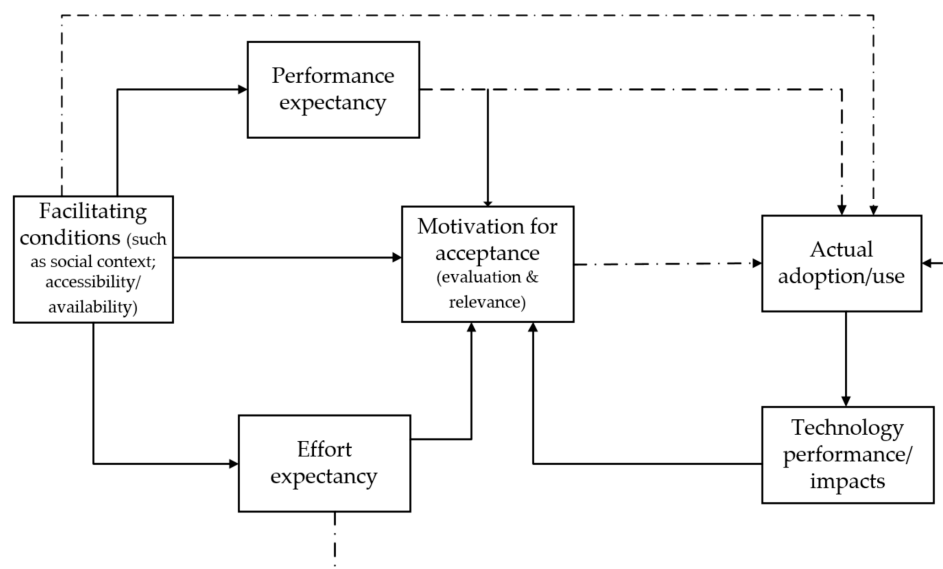 Performance
expectancy
Facilitating
conditions (such
as social context;
accessibility/
availability)
Motivation for
acceptance
(evaluation &
relevance)
Actual
adoption/use
Effort
expectancy
Technology
performance/
impacts